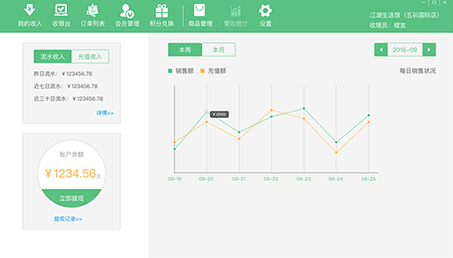 我的收入 收银台 订单列表 会员管理 积分兑换 商品管理 营收统计 设置
江湖生活馆（五彩国际店）
收银员：橙言
流水收入 充值收入
昨日流水：￥123456.78
近七日流水：￥123456.78
近三十日流水：￥123456.78
详情>>
账户余额
￥1234.56元
立即提现
提现记录>>
本周 本月
2016-09
销售额 充值额
每日销售状况
09-19 09-20 09-21 09-22 09-23 09-24 09-25